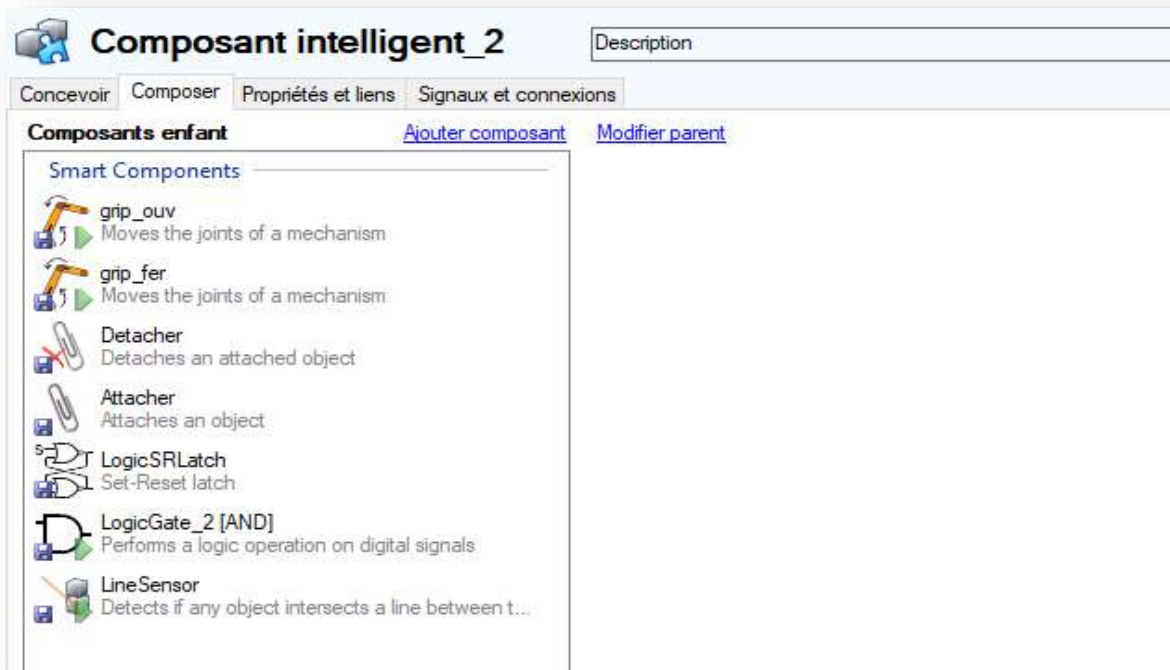 Composant intelligent_2
Description
Concevoir Composer Propriétés et liens Signaux et connexions
Composants enfant Ajouter composant Modifier parent
Smart Components
grip_ouv
Moves the joints of a mechanism
grip_fer
Moves the joints of a mechanism
Detacher
Detaches an attached object
Attacher
Attaches an object
S
LogicSRLatch
Set-Reset latch
LogicGate_2 [AND]
Performs a logic operation on digital signals
LineSensor
Detects if any object intersects a line between t...